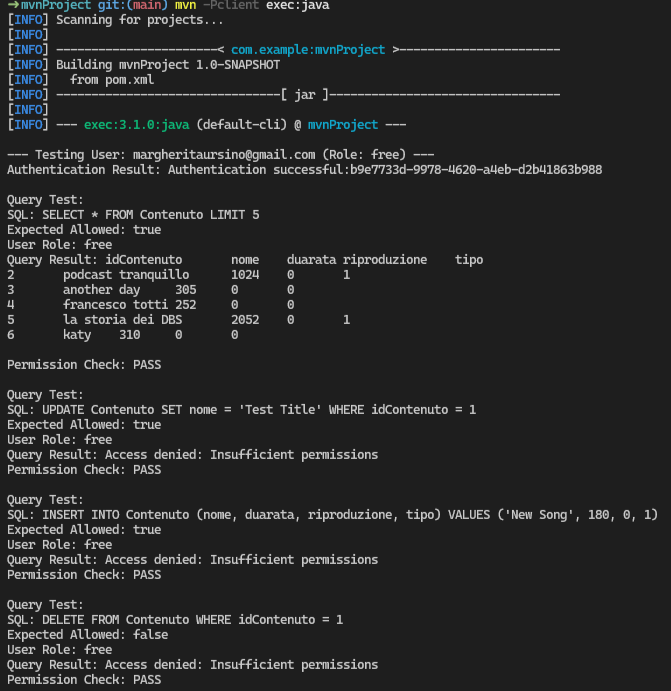 ➜mvnProject git:(main) mvn -Pclient exec:java
[INFO] Scanning for projects...
[INFO]
[INFO] -----------------------< com.example:mvnProject >-----------------------
[INFO] Building mvnProject 1.0-SNAPSHOT
[INFO]   from pom.xml
[INFO] --------------------------------[ jar ]---------------------------------
[INFO]
[INFO] --- exec:3.1.0:java (default-cli) @ mvnProject ---

--- Testing User: margheritaursino@gmail.com (Role: free) ---
Authentication Result: Authentication successful:b9e7733d-9978-4620-a4eb-d2b41863b988

Query Test:
SQL: SELECT * FROM Contenuto LIMIT 5
Expected Allowed: true
User Role: free
Query Result: idContenuto       nome    duarata riproduzione    tipo
2       podcast tranquillo      1024    0       1
3       another day     305     0       0
4       francesco totti 252     0       0
5       la storia dei DBS       2052    0       1
6       katy    310     0       0

Permission Check: PASS

Query Test:
SQL: UPDATE Contenuto SET nome = 'Test Title' WHERE idContenuto = 1
Expected Allowed: true
User Role: free
Query Result: Access denied: Insufficient permissions
Permission Check: PASS

Query Test:
SQL: INSERT INTO Contenuto (nome, duarata, riproduzione, tipo) VALUES ('New Song', 180, 0, 1)
Expected Allowed: true
User Role: free
Query Result: Access denied: Insufficient permissions
Permission Check: PASS

Query Test:
SQL: DELETE FROM Contenuto WHERE idContenuto = 1
Expected Allowed: false
User Role: free
Query Result: Access denied: Insufficient permissions
Permission Check: PASS